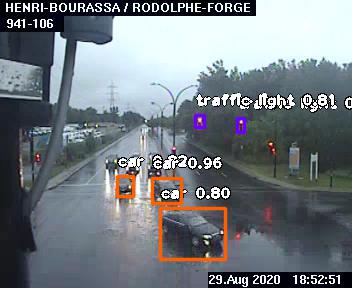 HENRI-BOURASSA / RODOLPHE-FORGE
941-106
traffic light 0.81
car 0.96
car 0.80
29.Aug 2020 18:52:51